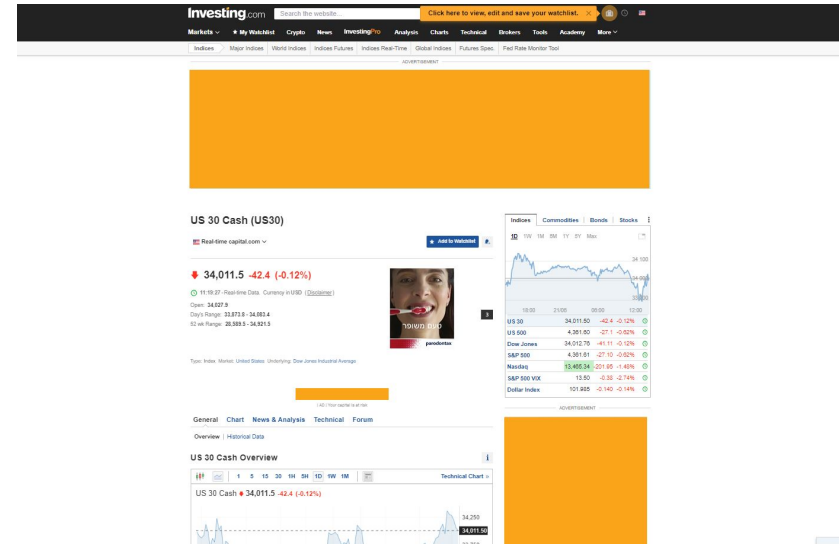 Investing.com
Search the website...
Click here to view, edit and save your watchlist.
Markets
My Watchlist
Crypto
News
InvestingPro
Analysis
Charts
Technical
Brokers
Tools
Academy
More
Indices
Major Indices
World Indices
Indices Futures
Indices Real-Time
Global Indices
Futures Spec.
Fed Rate Monitor Tool
ADVERTISEMENT
US 30 Cash (US30)
Real-time capital.com
Add to Watchlist
34,011.5 -42.4 (-0.12%)
11:19:37 - Real-time Data. Currency in USD (Disclaimer)
Open: 34,027.9
Day's Range: 33,873.8 - 34,083.4
52 wk Range: 28,589.5 - 34,921.5
טעם משופר
parodontax
3
Type: Index Market: United States Underlying: Dow Jones Industrial Average
General
Chart
News & Analysis
Technical
Forum
Overview
Historical Data
US 30 Cash Overview
1 5 15 30 1H 5H 1D 1W 1M
Technical Chart »
US 30 Cash 34,011.5 -42.4 (-0.12%)
34,250
34,011.50
Indices
Commodities
Bonds
Stocks
1D 1W 1M 5Y Max
34 100
18:00 21:00 06:00 12:00
US 30 34,011.50 -42.4 -0.12%
US 500 4,361.60 -27.1 -0.62%
Dow Jones 34,012.76 -41.11 -0.12%
S&P 500 4,361.61 -27.10 -0.62%
Nasdaq 13,465.34 -201.95 -1.48%
S&P 500 VIX 13.50 -0.38 -2.74%
Dollar Index 101.985 -0.140 -0.14%
ADVERTISEMENT